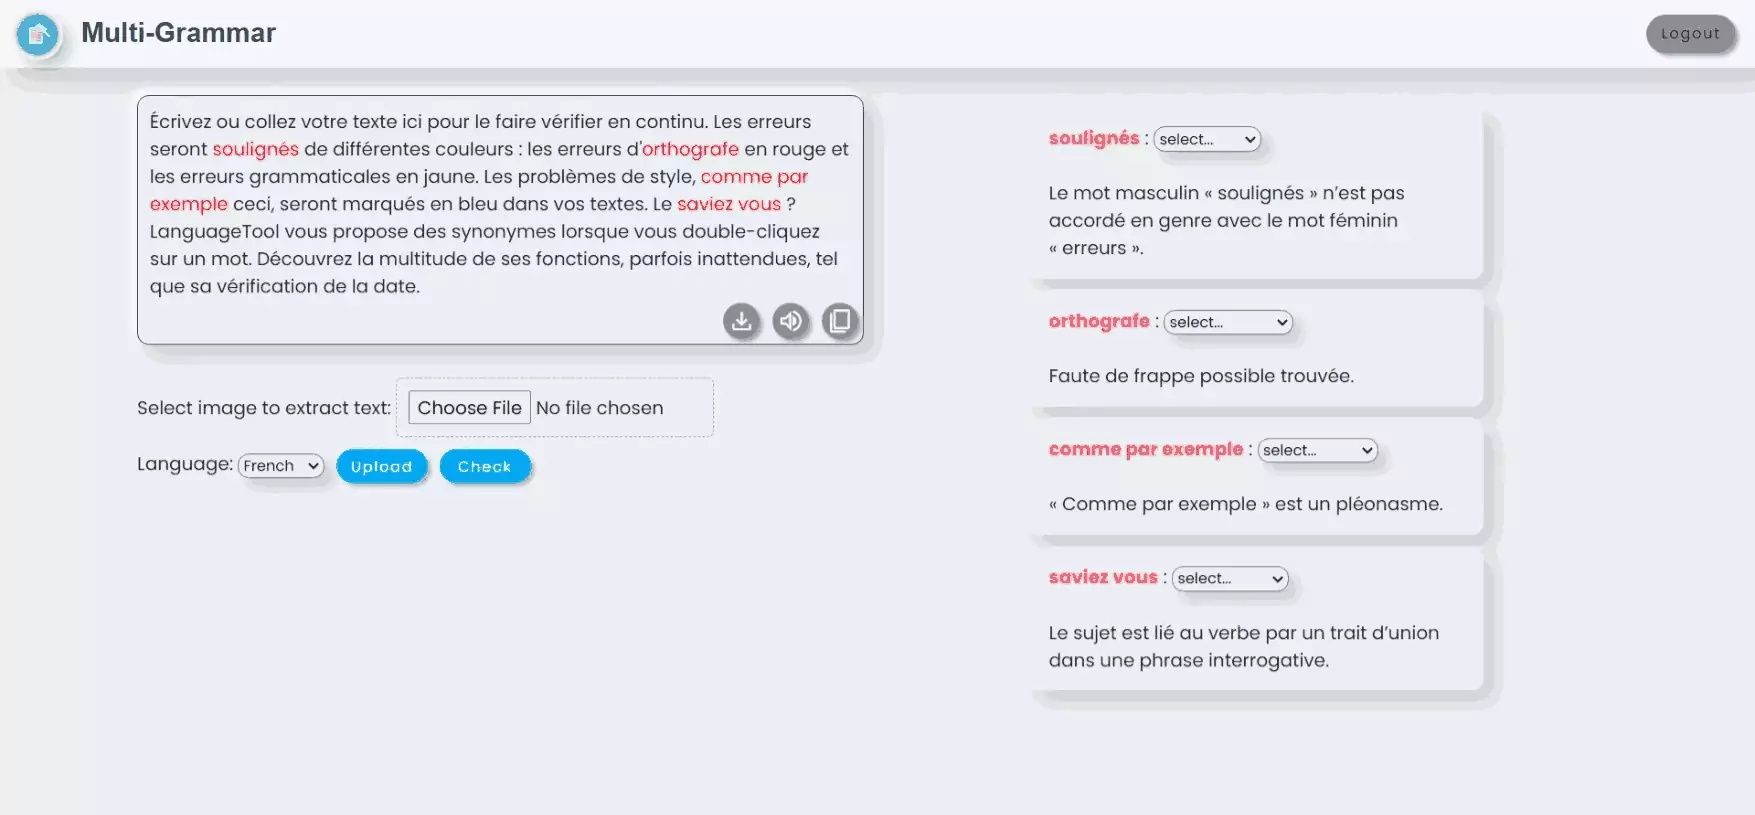 Multi-Grammar
Logout
Écrivez ou collez votre texte ici pour le faire vérifier en continu. Les erreurs
seront soulignés de différentes couleurs : les erreurs d'orthografe en rouge et
les erreurs grammaticales en jaune. Les problèmes de style, comme par
exemple ceci, seront marqués en bleu dans vos textes. Le saviez vous ?
LanguageTool vous propose des synonymes lorsque vous double-cliquez
sur un mot. Découvrez la multitude de ses fonctions, parfois inattendues, tel
que sa vérification de la date.
Select image to extract text: Choose File No file chosen
Language: French Upload Check
soulignés : select...
Le mot masculin « soulignés » n’est pas
accordé en genre avec le mot féminin
« erreurs ».
orthografe : select...
Faute de frappe possible trouvée.
comme par exemple : select...
« Comme par exemple » est un pléonasme.
saviez vous : select...
Le sujet est lié au verbe par un trait d’union
dans une phrase interrogative.